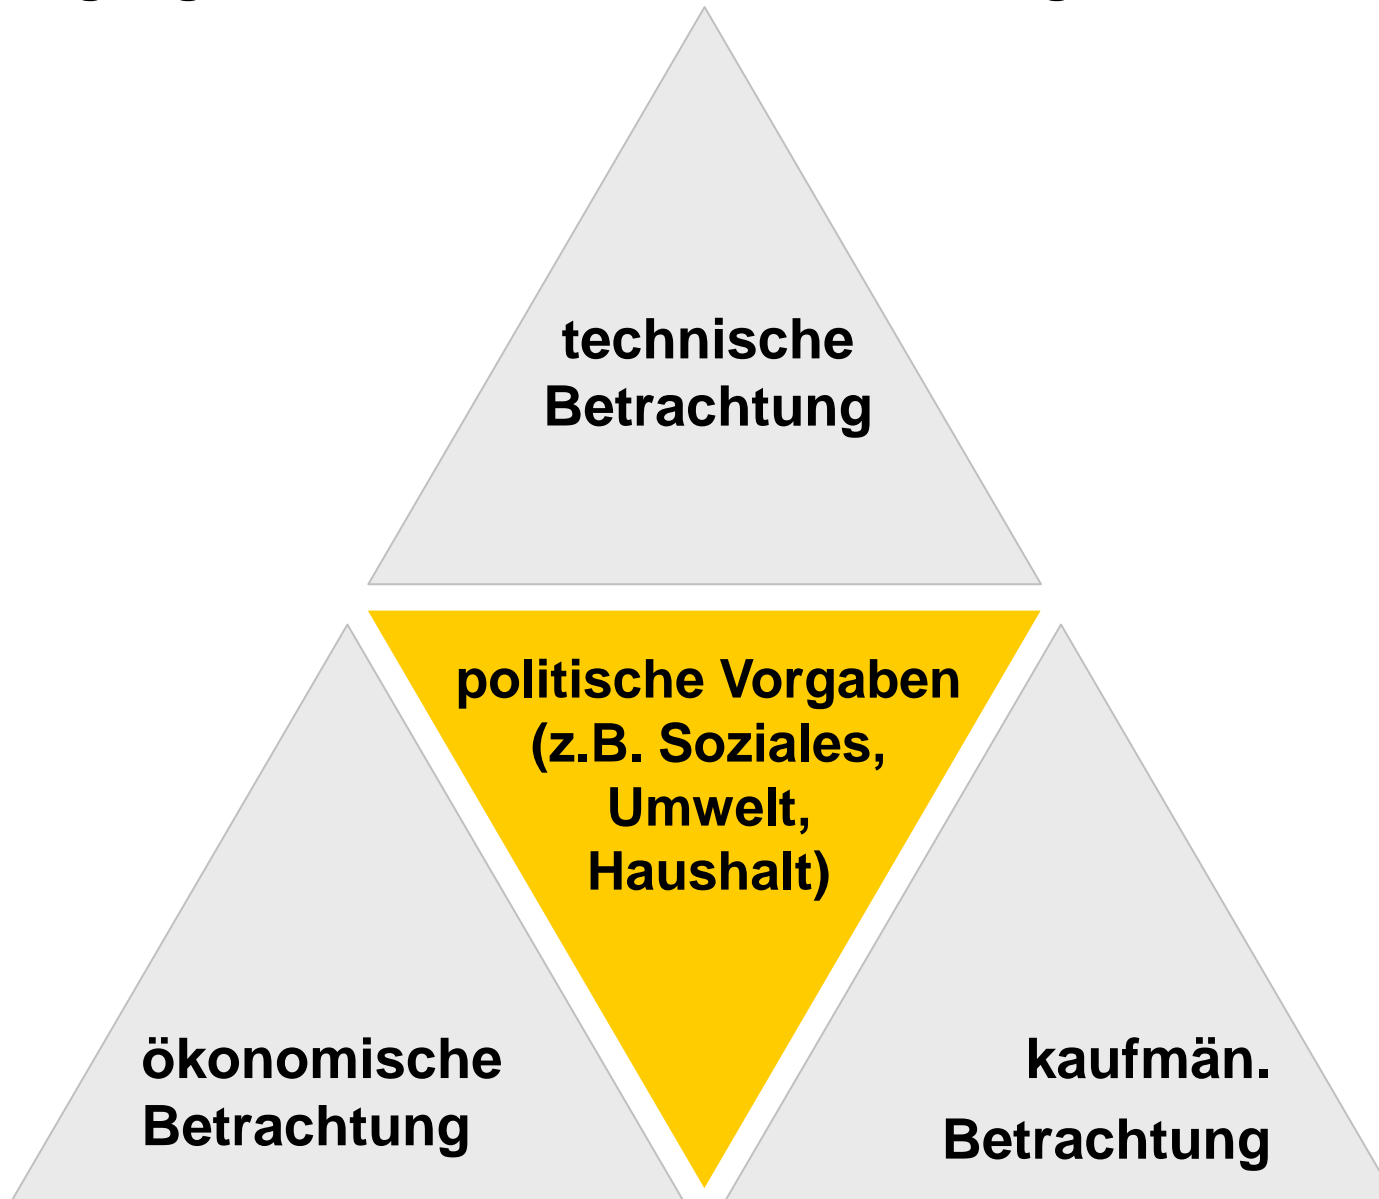 technische
Betrachtung
politische Vorgaben
(z.B. Soziales,
Umwelt,
Haushalt)
ökonomische
Betrachtung
kaufmän.
Betrachtung